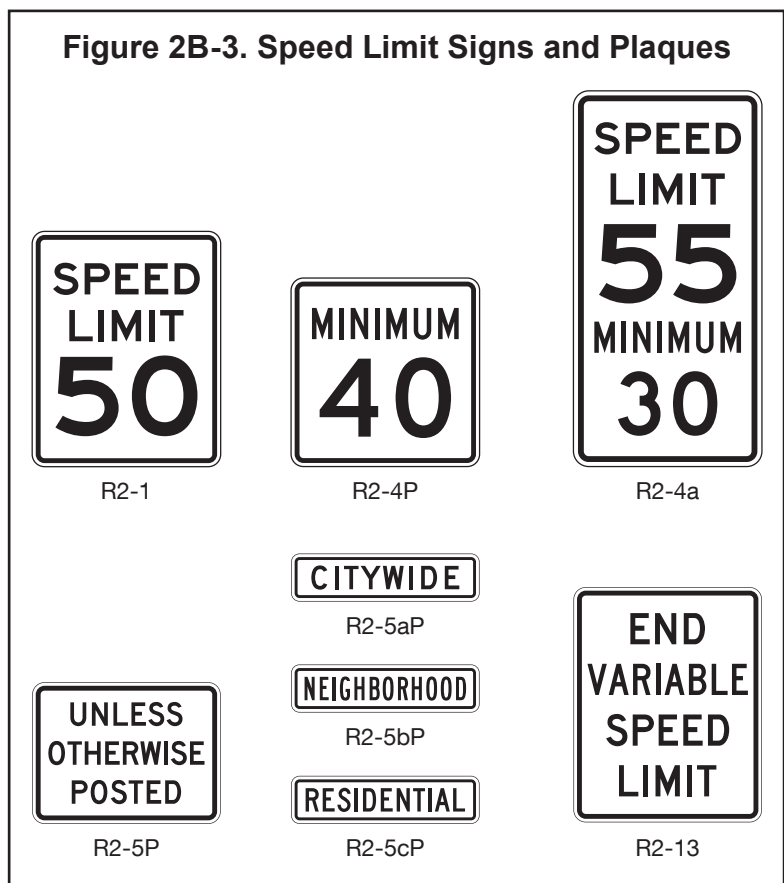 Figure 2B-3. Speed Limit Signs and Plaques
SPEED
LIMIT
50
R2-1
MINIMUM
40
R2-4P
SPEED
LIMIT
55
MINIMUM
30
R2-4a
CITYWIDE
R2-5aP
NEIGHBORHOOD
R2-5bP
RESIDENTIAL
R2-5cP
UNLESS
OTHERWISE
POSTED
R2-5P
END
VARIABLE
SPEED
LIMIT
R2-13